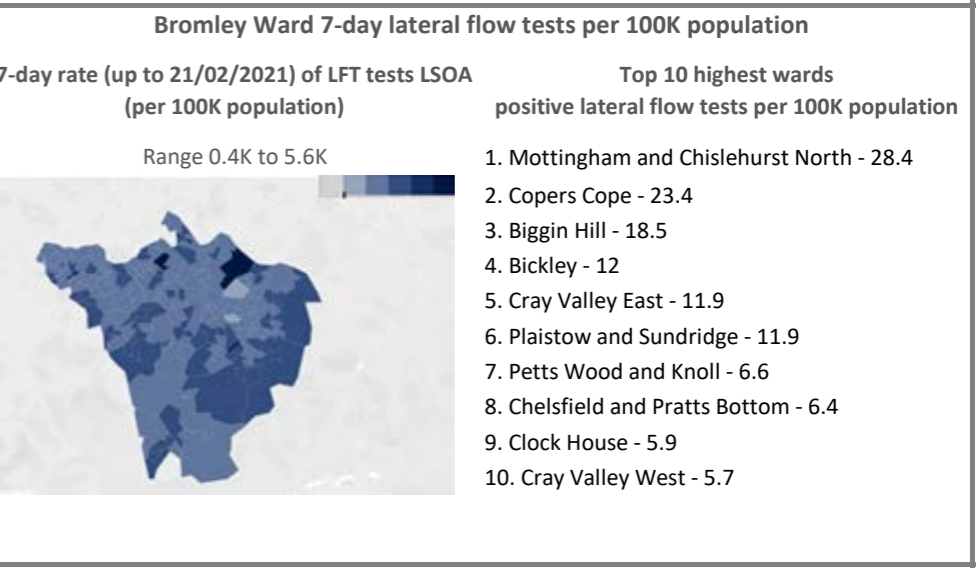 Bromley Ward 7-day lateral flow tests per 100K population
7-day rate (up to 21/02/2021) of LFT tests LSOA
(per 100K population)
Range 0.4K to 5.6K
Top 10 highest wards
positive lateral flow tests per 100K population
1. Mottingham and Chislehurst North - 28.4
2. Copers Cope - 23.4
3. Biggin Hill - 18.5
4. Bickley - 12
5. Cray Valley East - 11.9
6. Plaistow and Sundridge - 11.9
7. Petts Wood and Knoll - 6.6
8. Chelsfield and Pratts Bottom - 6.4
9. Clock House - 5.9
10. Cray Valley West - 5.7